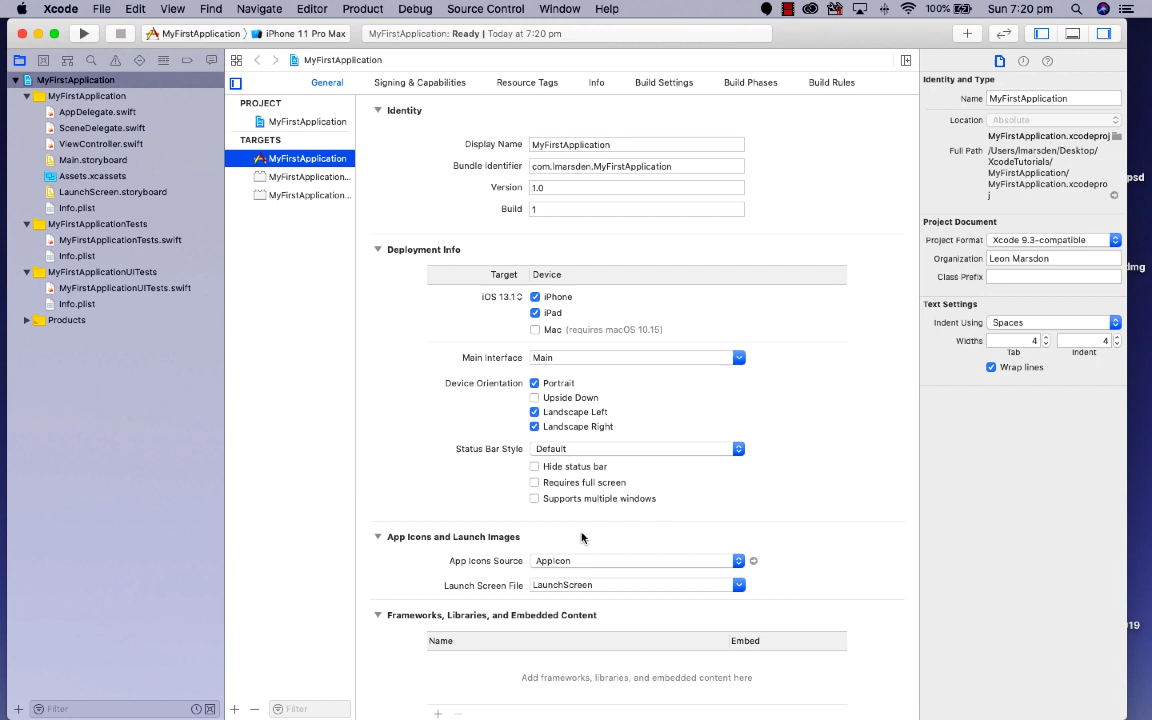 Xcode File Edit View Find Navigate Editor Product Debug Source Control Window Help 100% Sun 7:20 pm
MyFirstApplication iPhone 11 Pro Max MyFirstApplication: Ready | Today at 7:20 pm
MyFirstApplication
MyFirstApplication
AppDelegate.swift
SceneDelegate.swift
ViewController.swift
Main.storyboard
Assets.xcassets
LaunchScreen.storyboard
Info.plist
MyFirstApplicationTests
MyFirstApplicationTests.swift
Info.plist
MyFirstApplicationUITests
MyFirstApplicationUITests.swift
Info.plist
Products
Filter
MyFirstApplication
General Signing & Capabilities Resource Tags Info Build Settings Build Phases Build Rules
PROJECT
MyFirstApplication
TARGETS
MyFirstApplication
MyFirstApplication...
MyFirstApplication...
Filter
Identity
Display Name MyFirstApplication
Bundle Identifier com.lmarsden.MyFirstApplication
Version 1.0
Build 1
Deployment Info
Target Device
iOS 13.1 iPhone
iPad
Mac (requires macOS 10.15)
Main Interface Main
Device Orientation Portrait
Upside Down
Landscape Left
Landscape Right
Status Bar Style Default
Hide status bar
Requires full screen
Supports multiple windows
App Icons and Launch Images
App Icons Source AppIcon
Launch Screen File LaunchScreen
Frameworks, Libraries, and Embedded Content
Name Embed
Add frameworks, libraries, and embedded content here
Identity and Type
Name MyFirstApplication
Location Absolute
MyFirstApplication.xcodeproj
Full Path /Users/lmarsden/Desktop/
XcodeTutorials/
MyFirstApplication/
MyFirstApplication.xcodepro
j
Project Document
Project Format Xcode 9.3-compatible
Organization Leon Marsdon
Class Prefix
Text Settings
Indent Using Spaces
Widths 4 4
Tab Indent
Wrap lines
psd
dmg
019